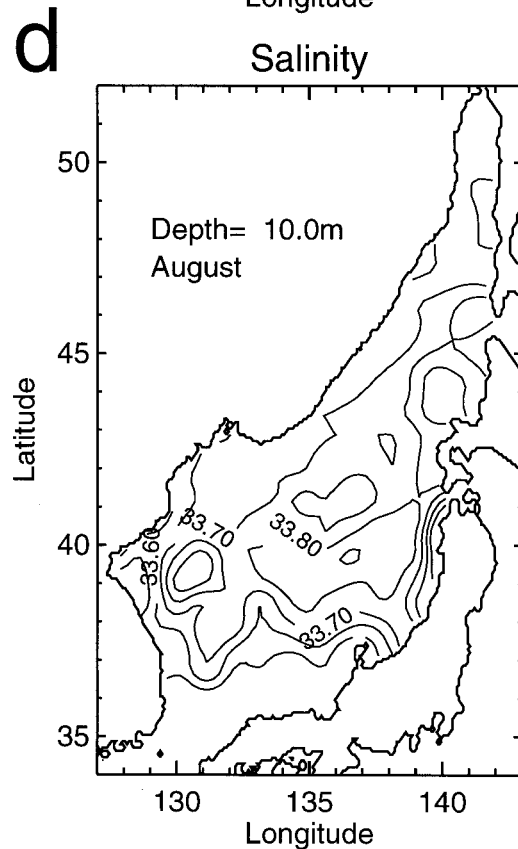 Longitude
d
Salinity
50
Depth= 10.0m
August
45
Latitude
33.70
33.80
33.60
40
33.70
35
130 135 140
Longitude